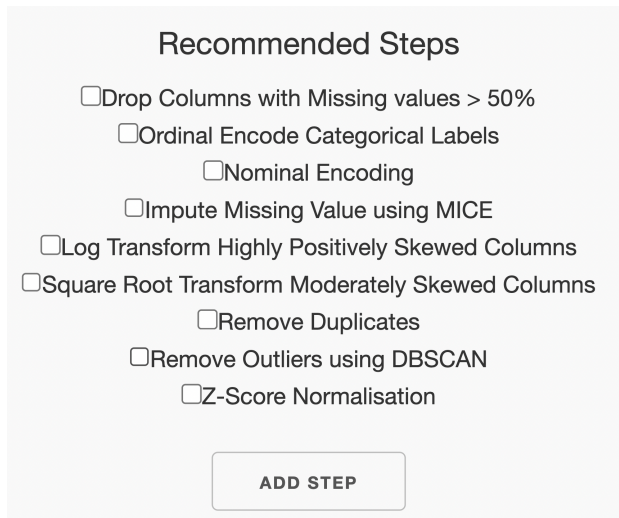 Recommended Steps
Drop Columns with Missing values > 50%
Ordinal Encode Categorical Labels
Nominal Encoding
Impute Missing Value using MICE
Log Transform Highly Positively Skewed Columns
Square Root Transform Moderately Skewed Columns
Remove Duplicates
Remove Outliers using DBSCAN
Z-Score Normalisation
ADD STEP